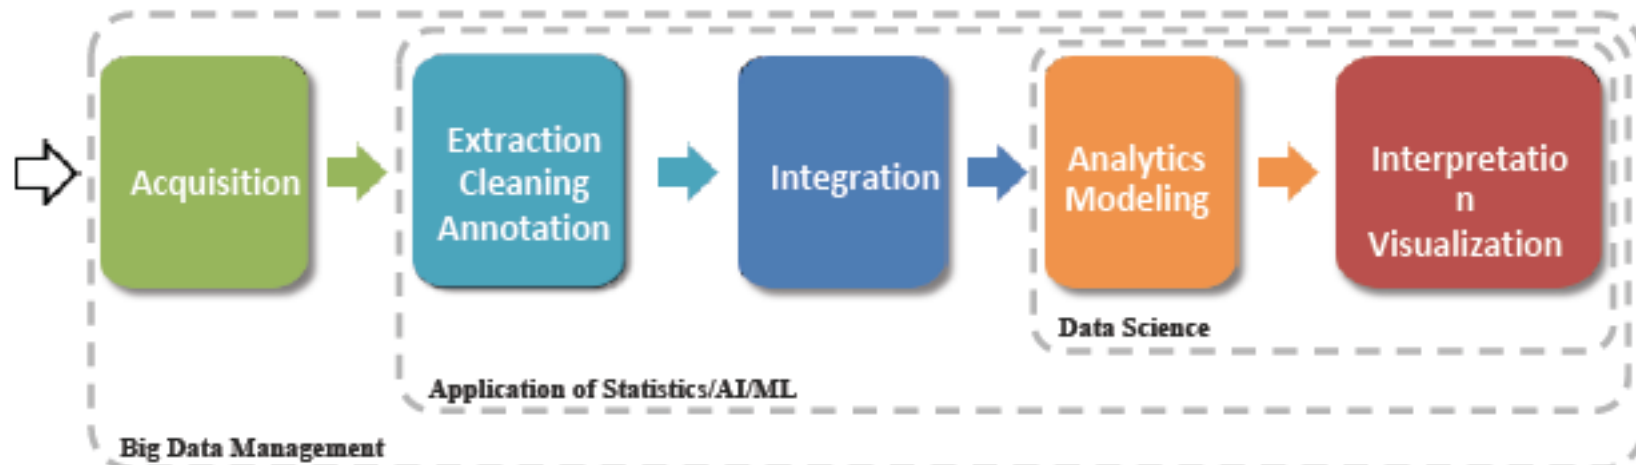 Acquisition
Extraction
Cleaning
Annotation
Integration
Analytics
Modeling
Interpretatio
n
Visualization
Data Science
Application of Statistics/AI/ML
Big Data Management